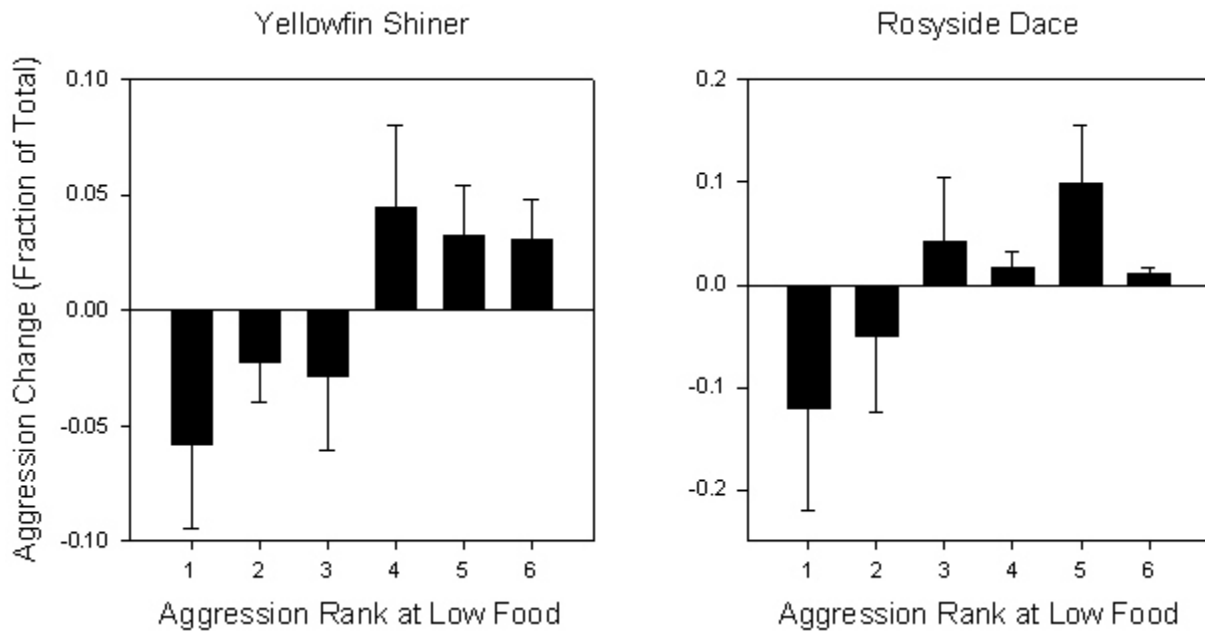 Yellowfin Shiner
Aggression Change (Fraction of Total)
0.10
0.05
0.00
-0.05
-0.10
1 2 3 4 5 6
Aggression Rank at Low Food
Rosyside Dace
0.2
0.1
0.0
-0.1
-0.2
1 2 3 4 5 6
Aggression Rank at Low Food